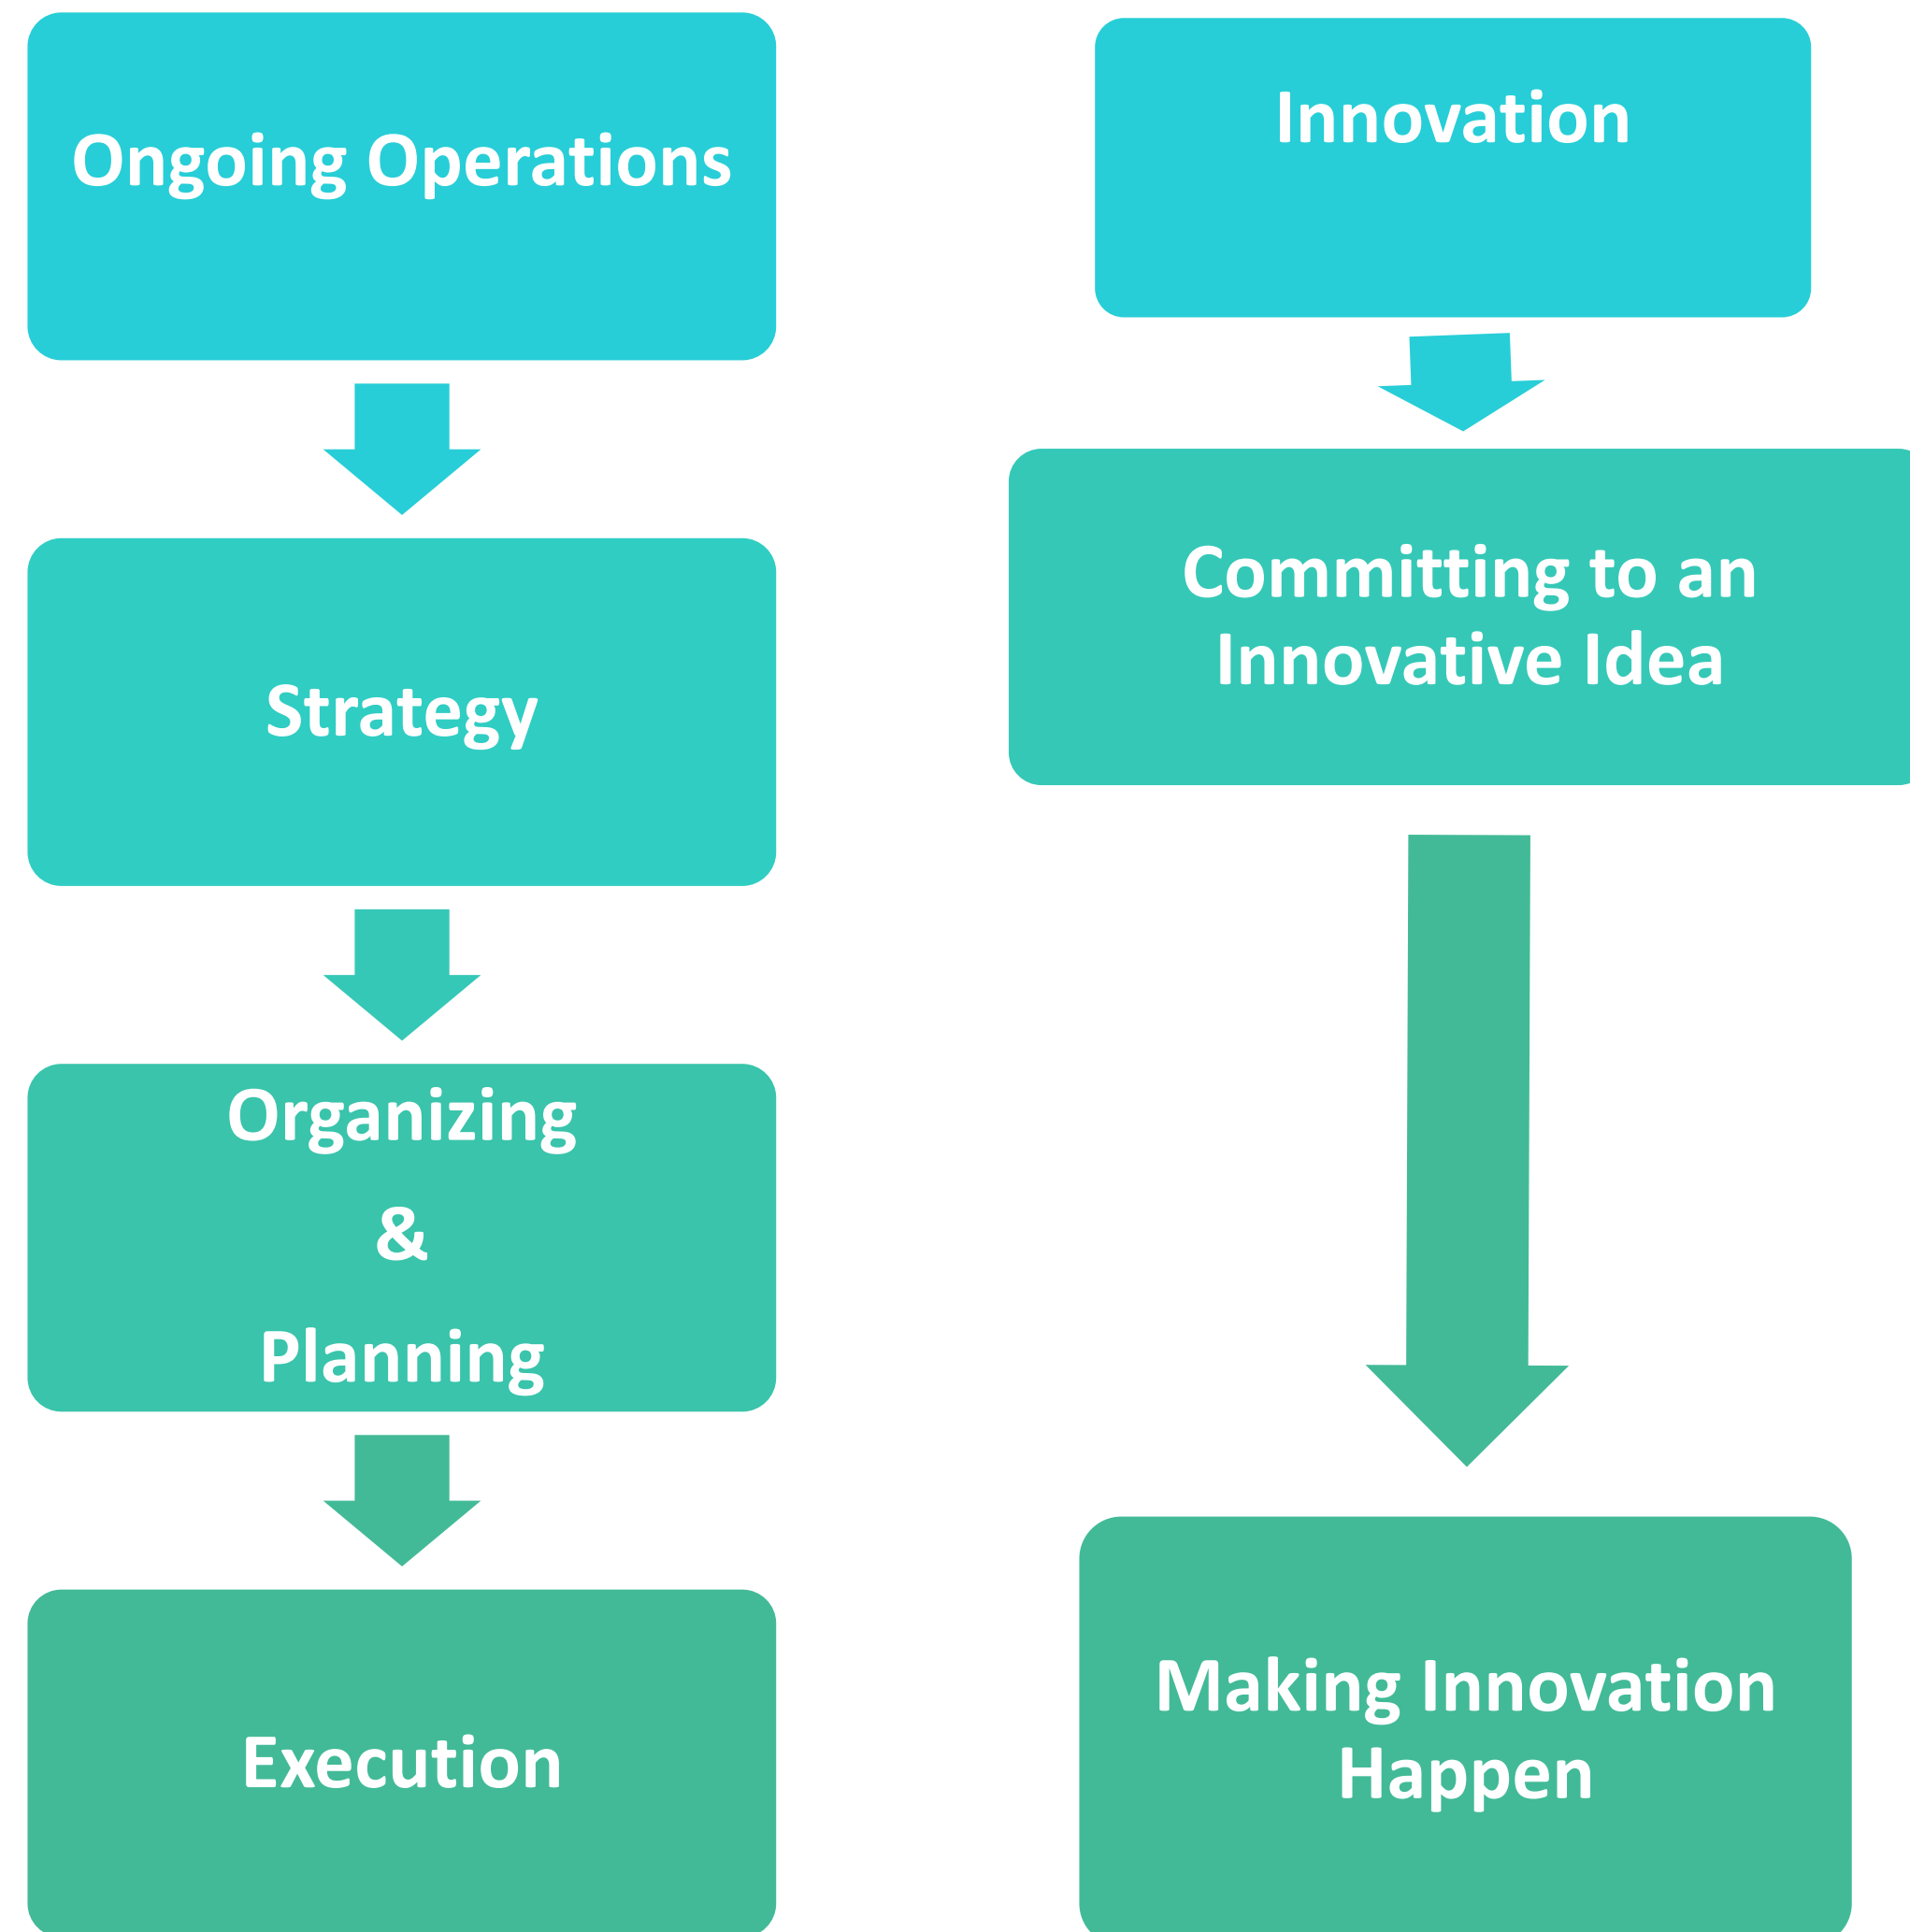 Ongoing Operations
Strategy
Organizing
&
Planning
Execution
Innovation
Committing to an
Innovative Idea
Making Innovation
Happen